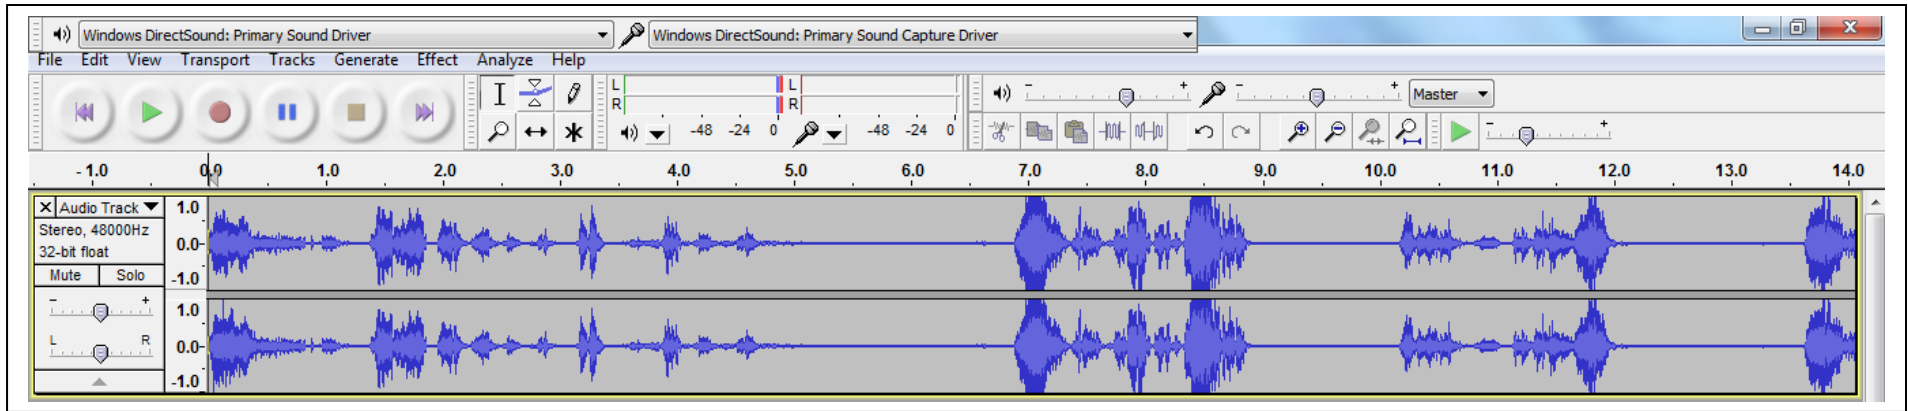 Windows DirectSound: Primary Sound Driver Windows DirectSound: Primary Sound Capture Driver
File Edit View Transport Tracks Generate Effect Analyze Help
L L
R R
Master
-48 -24 0 -48 -24 0
- + - +
- +
- 1.0 0.0 1.0 2.0 3.0 4.0 5.0 6.0 7.0 8.0 9.0 10.0 11.0 12.0 13.0 14.0
X Audio Track 1.0
Stereo, 48000Hz
32-bit float 0.0-
Mute Solo -1.0
- + 1.0
L R 0.0-
-1.0